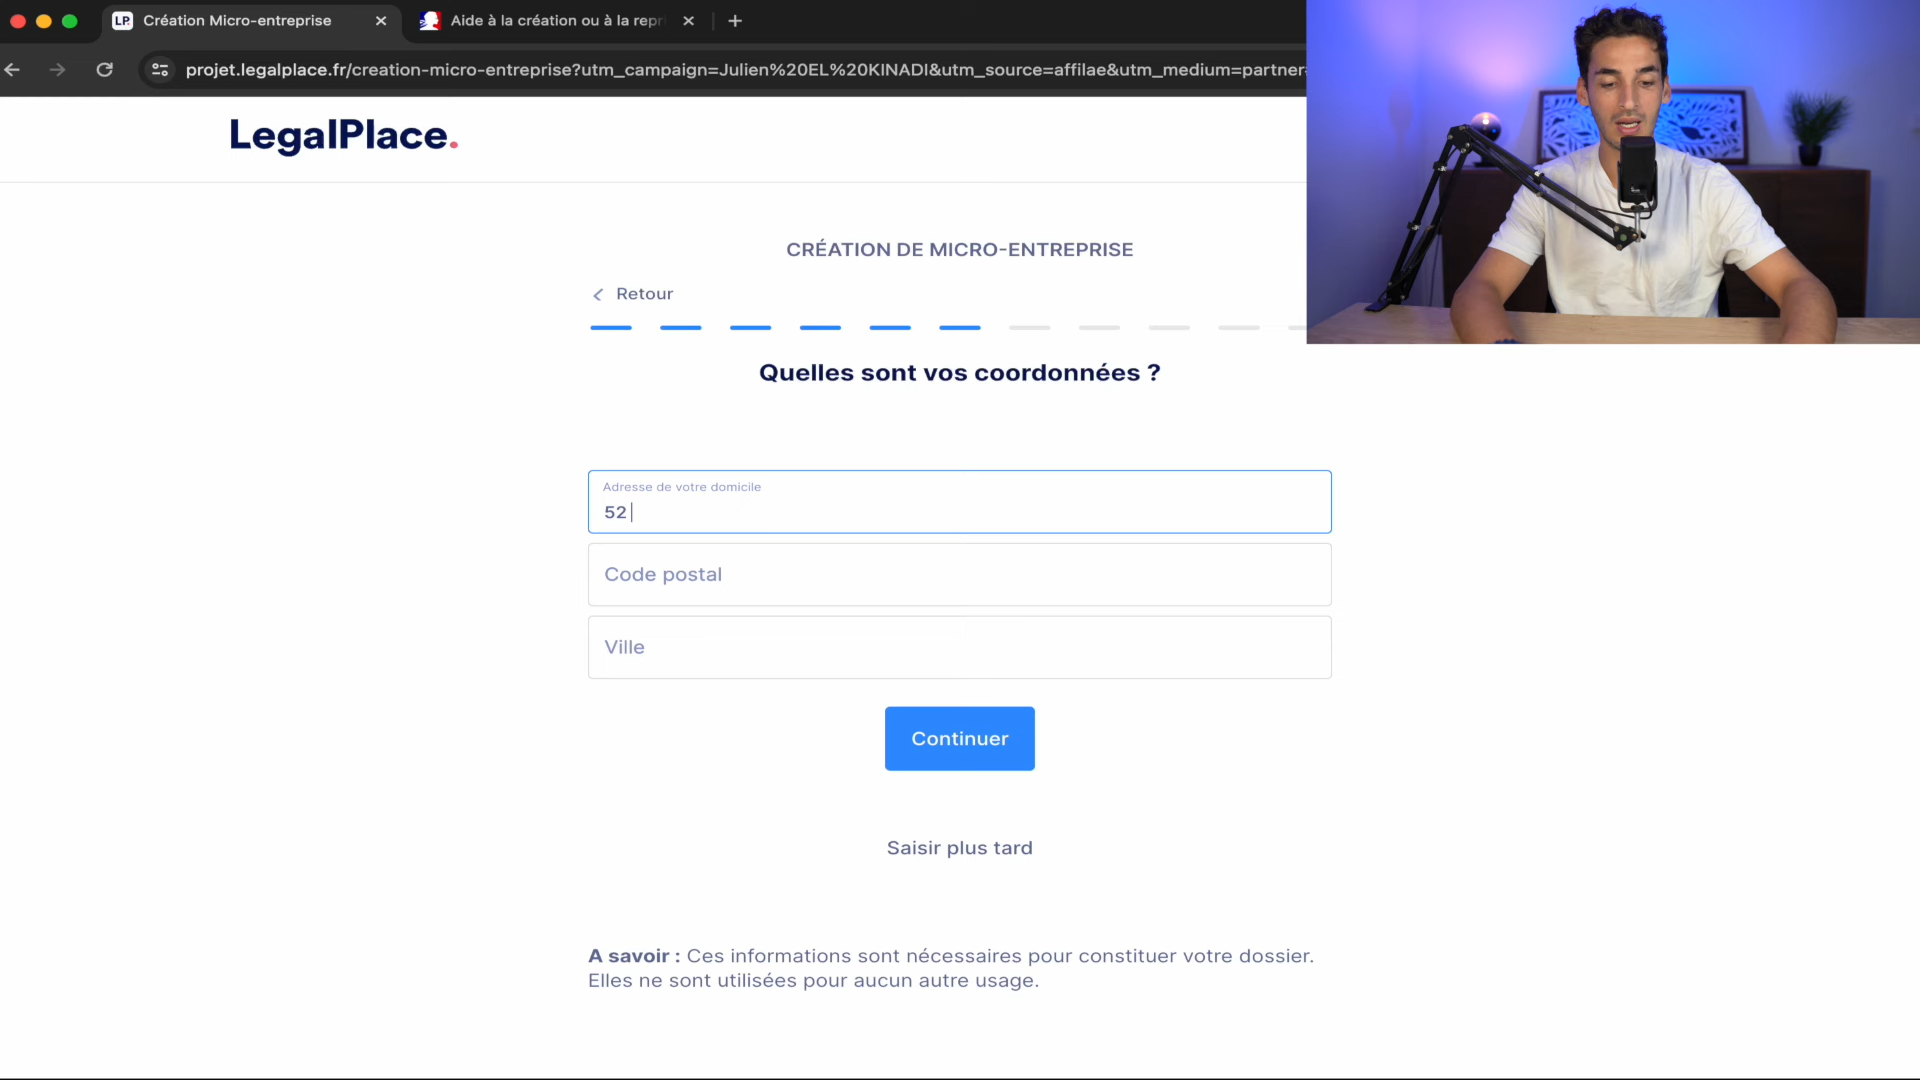 LP. Création Micro-entreprise
Aide à la création ou à la repr
projet.legalplace.fr/creation-micro-entreprise?utm_campaign=Julien%20EL%20KINADI&utm_source=affilae&utm_medium=partner
LegalPlace.
CRÉATION DE MICRO-ENTREPRISE
Retour
Quelles sont vos coordonnées ?
Adresse de votre domicile
52
Code postal
Ville
Continuer
Saisir plus tard
A savoir : Ces informations sont nécessaires pour constituer votre dossier.
Elles ne sont utilisées pour aucun autre usage.